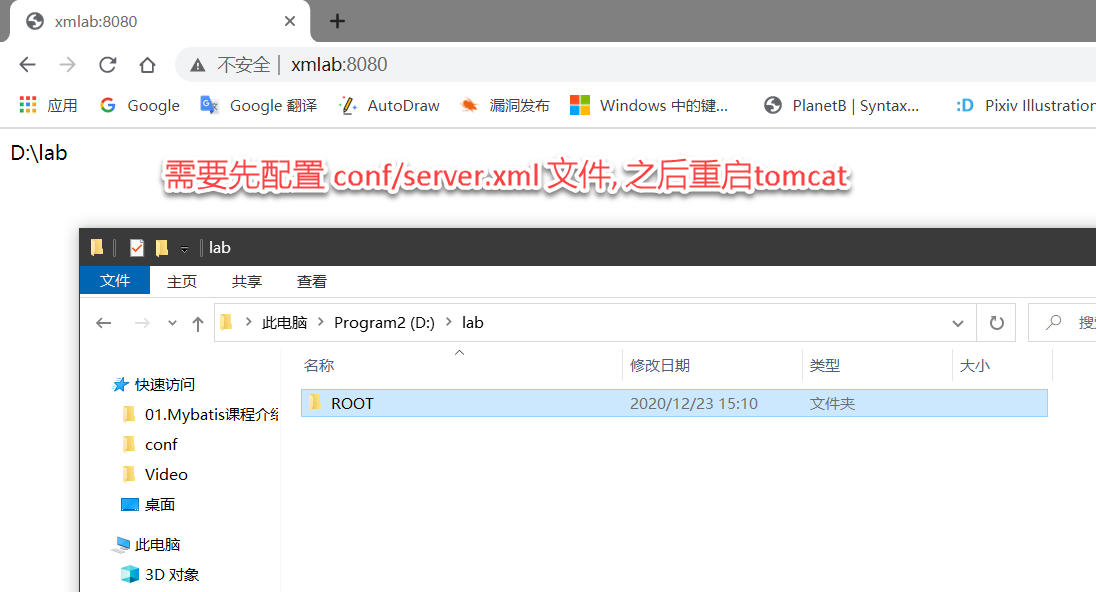 xmlab:8080
不安全 | xmlab:8080
应用 Google Google 翻译 AutoDraw 漏洞发布 Windows 中的键... PlanetB | Syntax... Pixiv Illustration
D:\lab
需要先配置 conf/server.xml 文件, 之后重启tomcat
lab
文件 主页 共享 查看
此电脑 Program2 (D:) lab
名称 修改日期 类型 大小
快速访问
ROOT 2020/12/23 15:10 文件夹
01.Mybatis课程介绍
conf
Video
桌面
此电脑
3D 对象